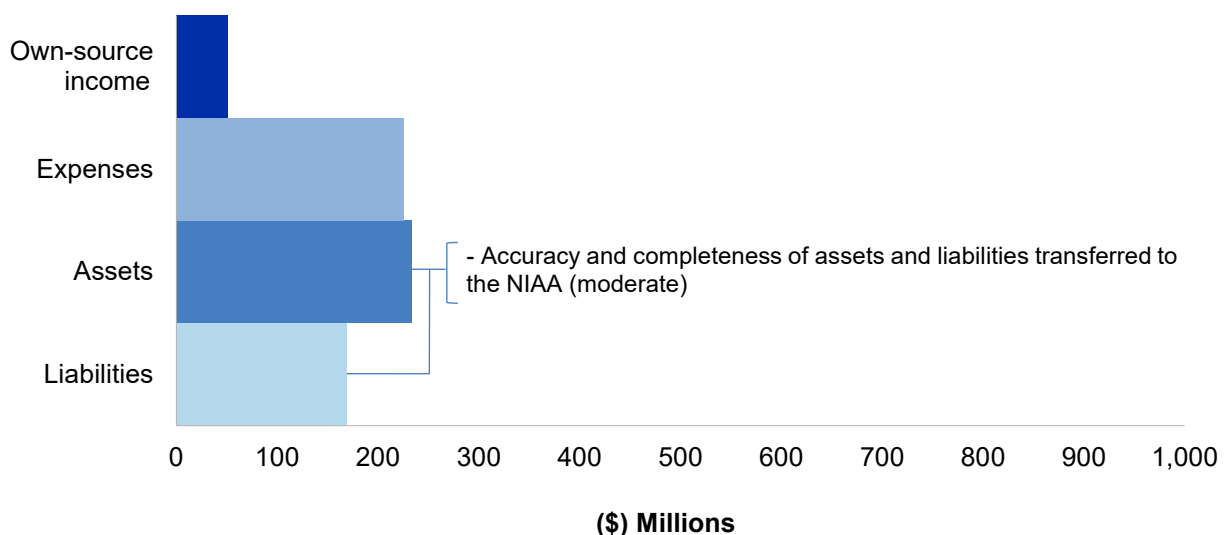 Own-source
income
Expenses
Assets
Liabilities
- Accuracy and completeness of assets and liabilities transferred to
the NIAA (moderate)
0 100 200 300 400 500 600 700 800 900 1,000
($) Millions